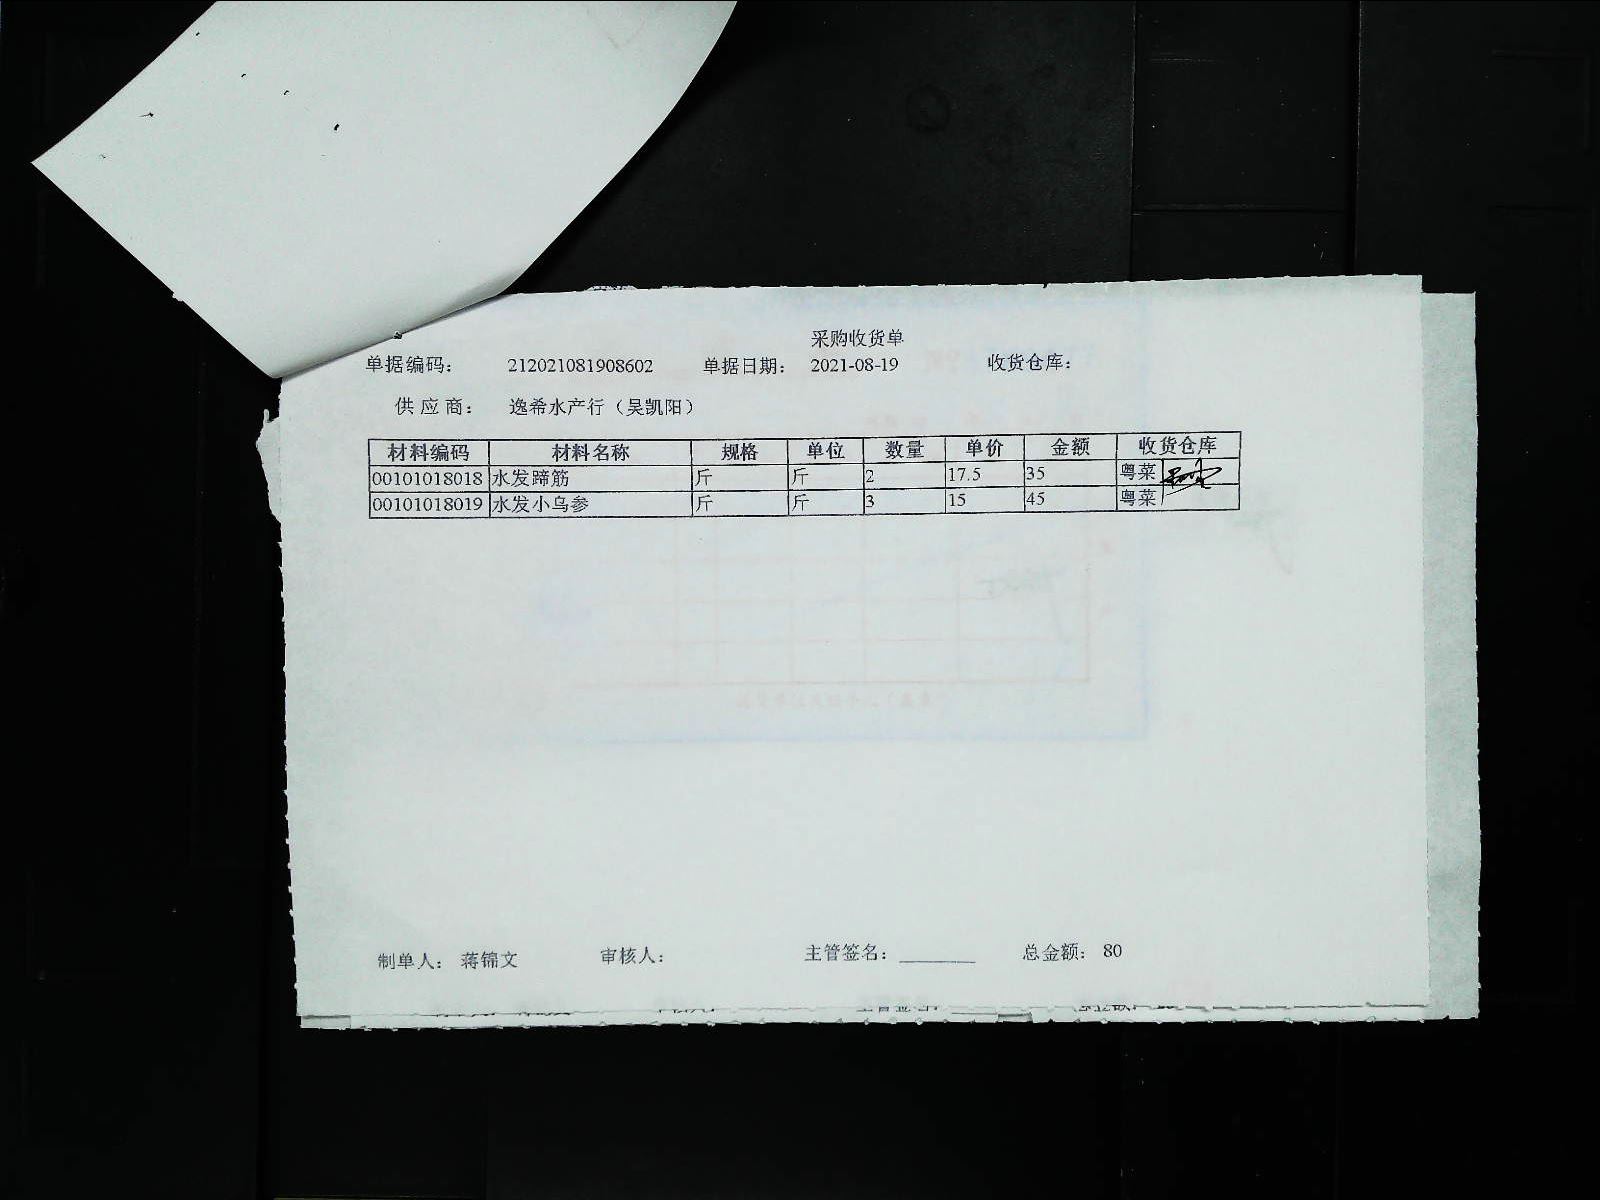 采购收货单
单据编码： 212021081908602 单据日期： 2021-08-19 收货仓库：
供应商： 逸希水产行（吴凯阳）
材料编码 材料名称 规格 单位 数量 单价 金额 收货仓库
00101018018 水发蹄筋 斤 斤 2 17.5 35 粤菜
00101018019 水发小乌参 斤 斤 3 15 45 粤菜
制单人： 蒋锦文 审核人： 主管签名：________ 总金额： 80